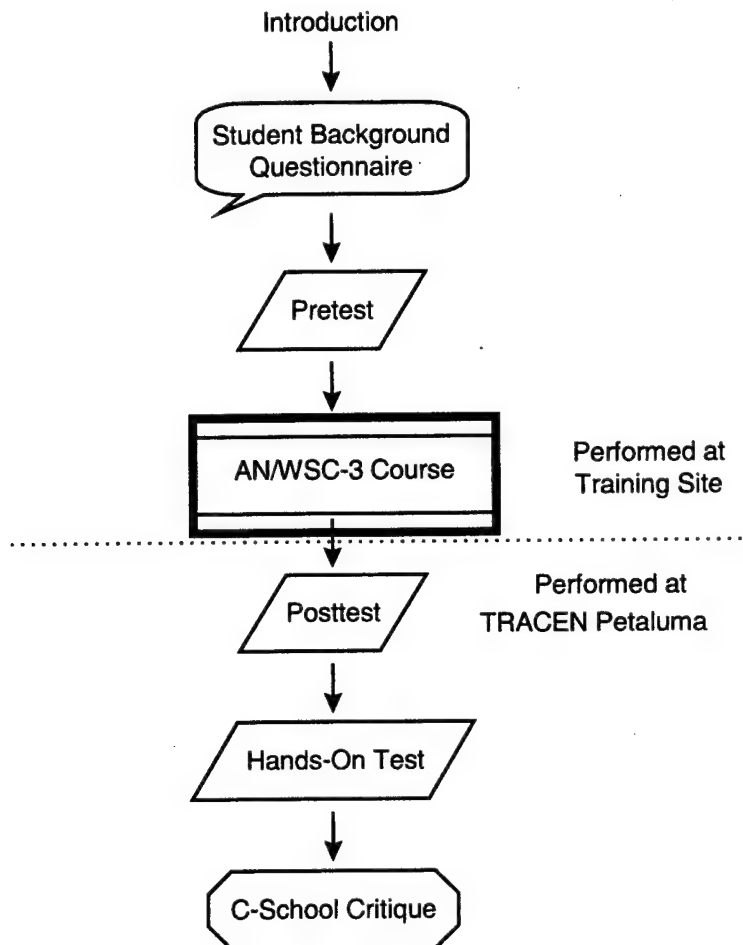 Introduction
Student Background
Questionnaire
Pretest
AN/WSC-3 Course
Performed at
Training Site
Performed at
TRACEN Petaluma
Posttest
Hands-On Test
C-School Critique